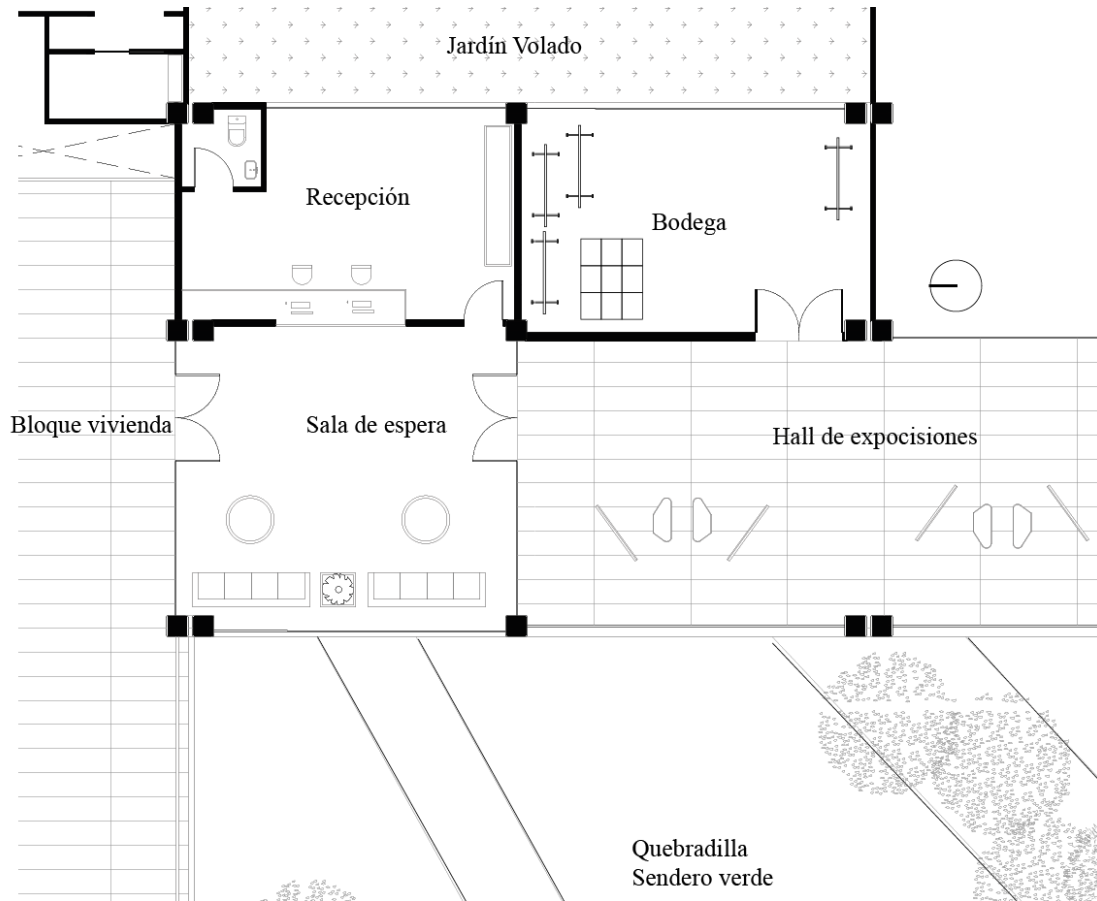 Jardín Volado
Recepción
Bodega
Bloque vivienda
Sala de espera
Hall de expocisiones
Quebradilla
Sendero verde